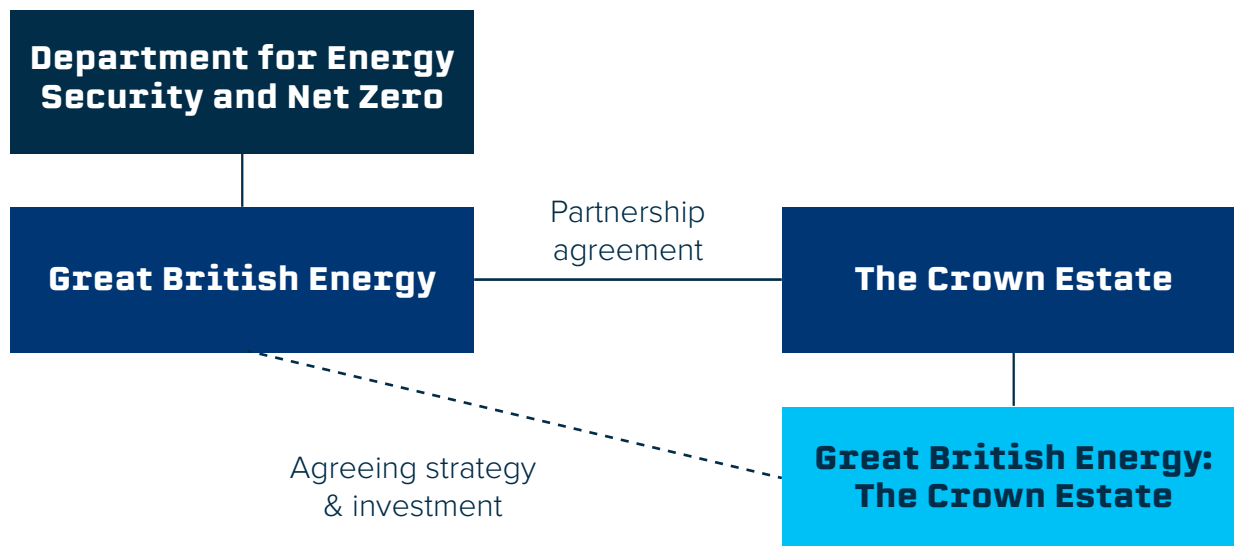 Department for Energy
Security and Net Zero
Great British Energy
Partnership
agreement
The Crown Estate
Agreeing strategy
& investment
Great British Energy:
The Crown Estate